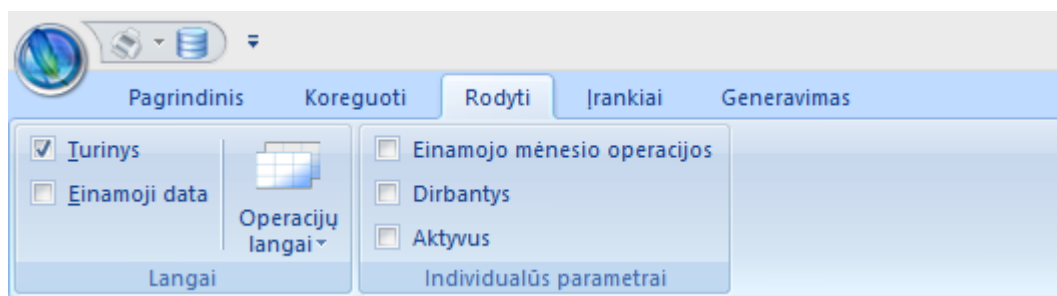 Pagrindinis Koreguoti Rodyti Įrankiai Generavimas
Turinys
Einamoji data
Operacijų
langai
Langai
Einamojo mėnesio operacijos
Dirbantys
Aktyvus
Individualūs parametrai